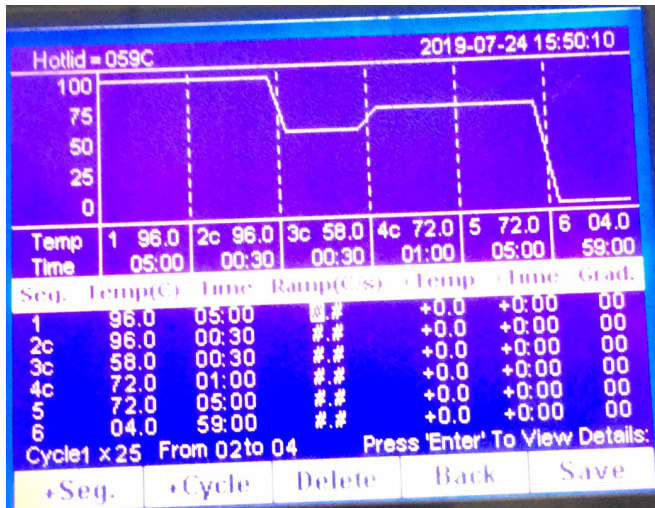 Hotlid = 059C 2019-07-24 15:50:10
100
75
50
25
0
Temp 1 96.0 2c 96.0 3c 58.0 4c 72.0 5 72.0 6 04.0
Time 05:00 00:30 00:30 01:00 05:00 59:00
Seg. Temp(C) Time Ramp(C/s) +Temp +Time Grad.
1 96.0 05:00 #.# +0.0 +0:00 00
2c 96.0 00:30 #.# +0.0 +0:00 00
3c 58.0 00:30 #.# +0.0 +0:00 00
4c 72.0 01:00 #.# +0.0 +0:00 00
5 72.0 05:00 #.# +0.0 +0:00 00
6 04.0 59:00 #.# +0.0 +0:00 00
Cycle1 x 25 From 02to 04 Press 'Enter' To View Details:
+Seg. +Cycle Delete Back Save